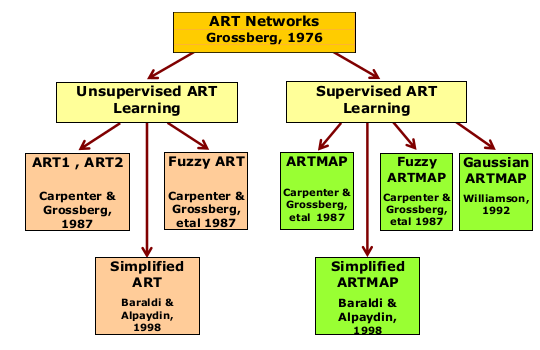 ART Networks
Grossberg, 1976
Unsupervised ART
Learning
Supervised ART
Learning
ART1 , ART2
Carpenter &
Grossberg,
1987
Fuzzy ART
Carpenter &
Grossberg,
etal 1987
ARTMAP
Carpenter &
Grossberg,
etal 1987
Fuzzy
ARTMAP
Carpenter &
Grossberg,
etal 1987
Gaussian
ARTMAP
Williamson,
1992
Simplified
ART
Baraldi &
Alpaydin,
1998
Simplified
ARTMAP
Baraldi &
Alpaydin,
1998